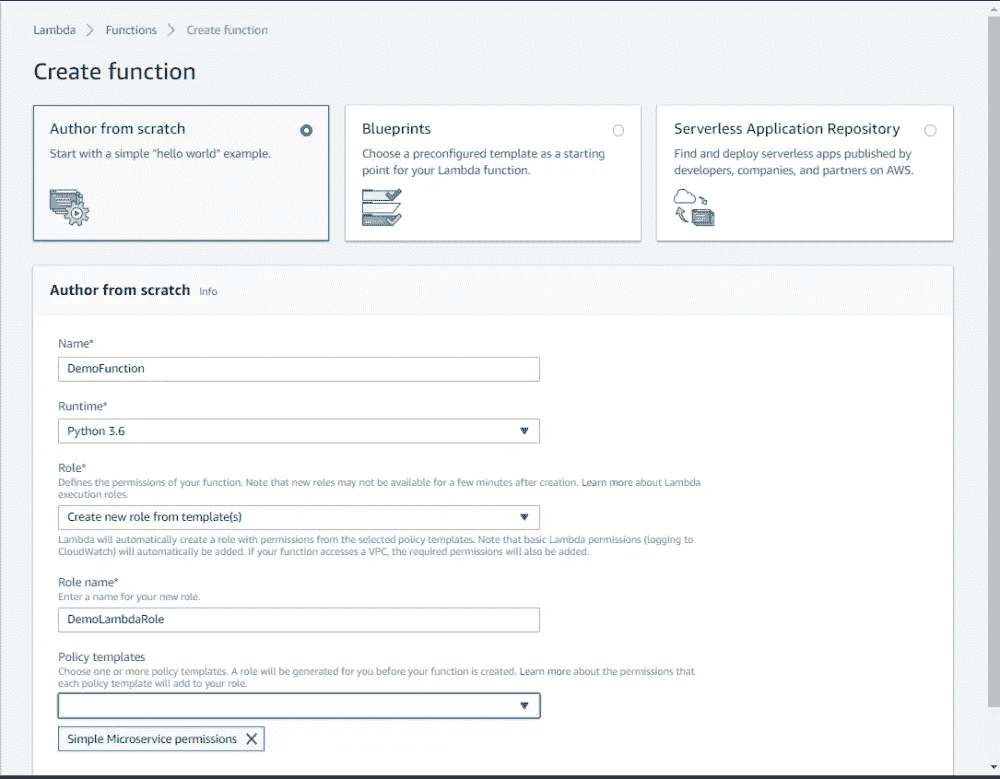 Lambda > Functions > Create function
Create function
Author from scratch
Start with a simple "hello world" example.
Blueprints
Choose a preconfigured template as a starting
point for your Lambda function.
Serverless Application Repository
Find and deploy serverless apps published by
developers, companies, and partners on AWS.
Author from scratch Info
Name*
DemoFunction
Runtime*
Python 3.6
Role*
Defines the permissions of your function. Note that new roles may not be available for a few minutes after creation. Learn more about Lambda
execution roles.
Create new role from template(s)
Lambda will automatically create a role with permissions from the selected policy templates. Note that basic Lambda permissions (logging to
CloudWatch) will automatically be added. If your function accesses a VPC, the required permissions will also be added.
Role name*
Enter a name for your new role.
DemoLambdaRole
Policy templates
Choose one or more policy templates. A role will be generated for you before your function is created. Learn more about the permissions that
each policy template will add to your role.
Simple Microservice permissions